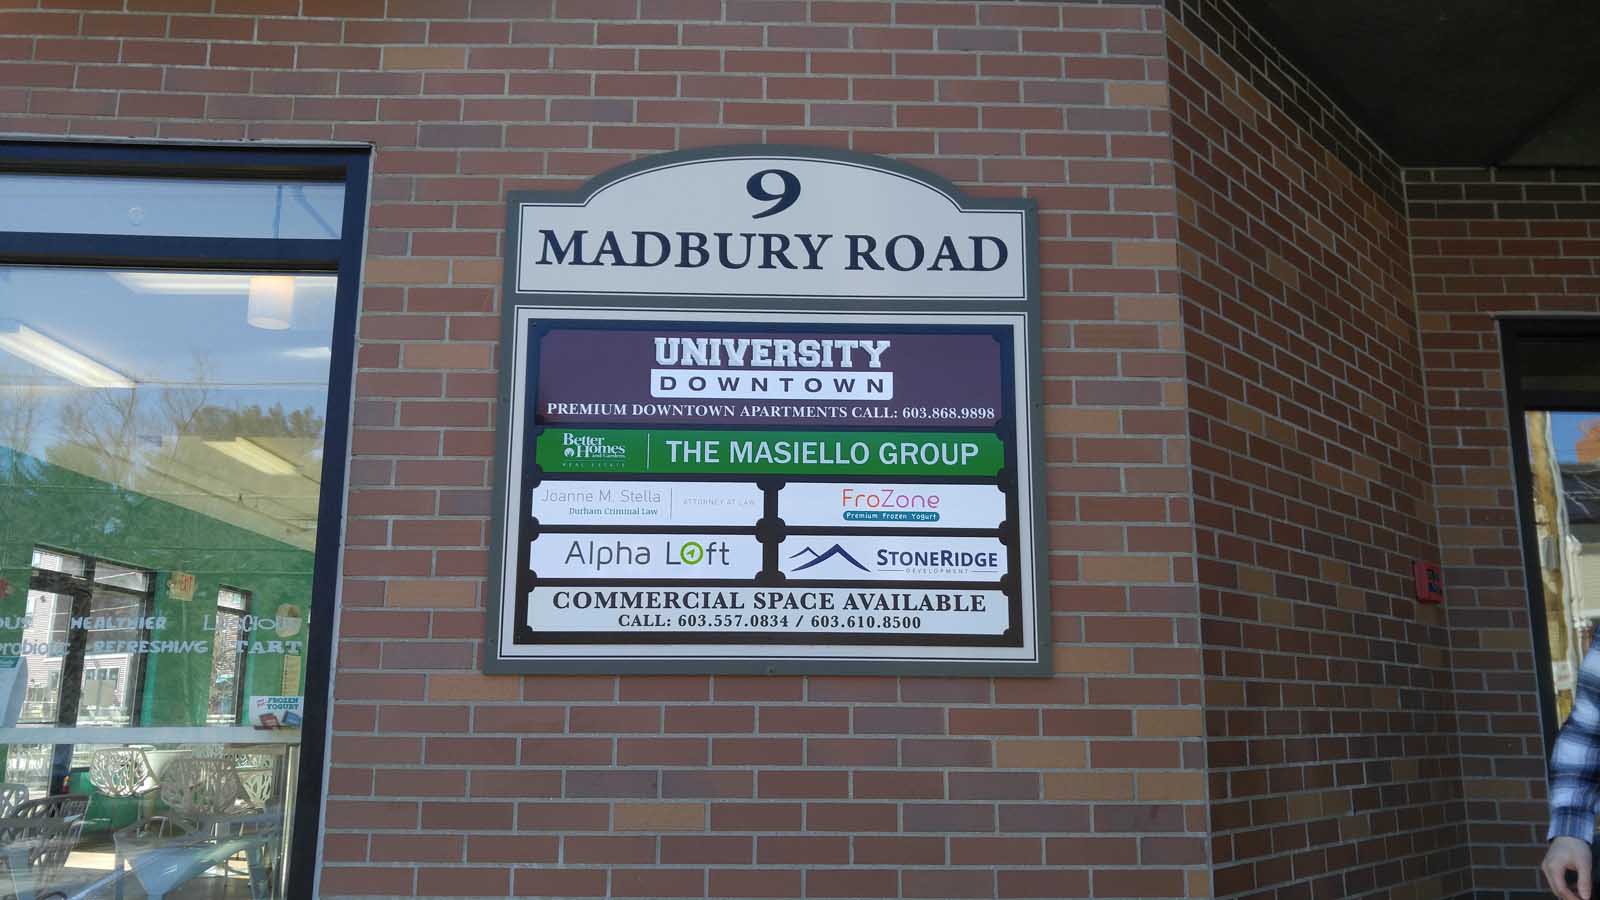 9
MADBURY ROAD
UNIVERSITY
DOWNTOWN
PREMIUM DOWNTOWN APARTMENTS CALL: 603.868.9898
Better Homes and Gardens REAL ESTATE
THE MASIELLO GROUP
Joanne M. Stella
Durham Criminal Law
ATTORNEY AT LAW
FroZone
Premium Frozen Yogurt
Alpha Loft
STONERIDGE
DEVELOPMENT
COMMERCIAL SPACE AVAILABLE
CALL: 603.557.0834 / 603.610.8500
HEALTHIER LUSCIOUS
REFRESHING TART
FROZEN
YOGURT